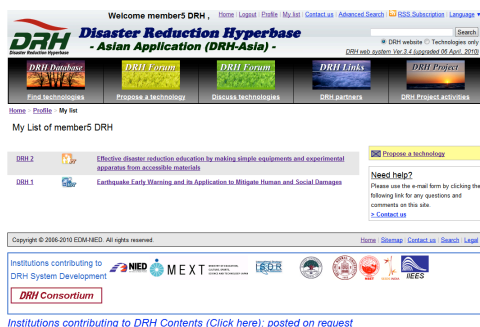 Welcome member5 DRH , Home | Logout | Profile | My list | Contact us | Advanced Search | RSS Subscription Language ▾
DRH
Disaster Reduction Hyperbase
Disaster Reduction Hyperbase
- Asian Application (DRH-Asia) -
Search
DRH website Technologies only
DRH web system Ver.3.4 (upgraded 06 April, 2010)
DRH Database DRH Forum DRH Forum DRH Links DRH Project
Find technologies Propose a technology Discuss technologies DRH partners DRH Project activities
Home > Profile > My list
My List of member5 DRH
DRH 2 Effective disaster reduction education by making simple equipments and experimental
apparatus from accessible materials
DRH 1 Earthquake Early Warning and its Application to Mitigate Human and Social Damages
Propose a technology
Need help?
Please use the e-mail form by clicking the
following link for any questions and
comments on this site.
> Contact us
Copyright © 2006-2010 EDM-NIED. All rights reserved.
Home | Sitemap | Contact us | Search | Legal
Institutions contributing to
DRH System Development
NIED
MEXT
IIEES
DRH Consortium
Institutions contributing to DRH Contents (Click here): posted on request